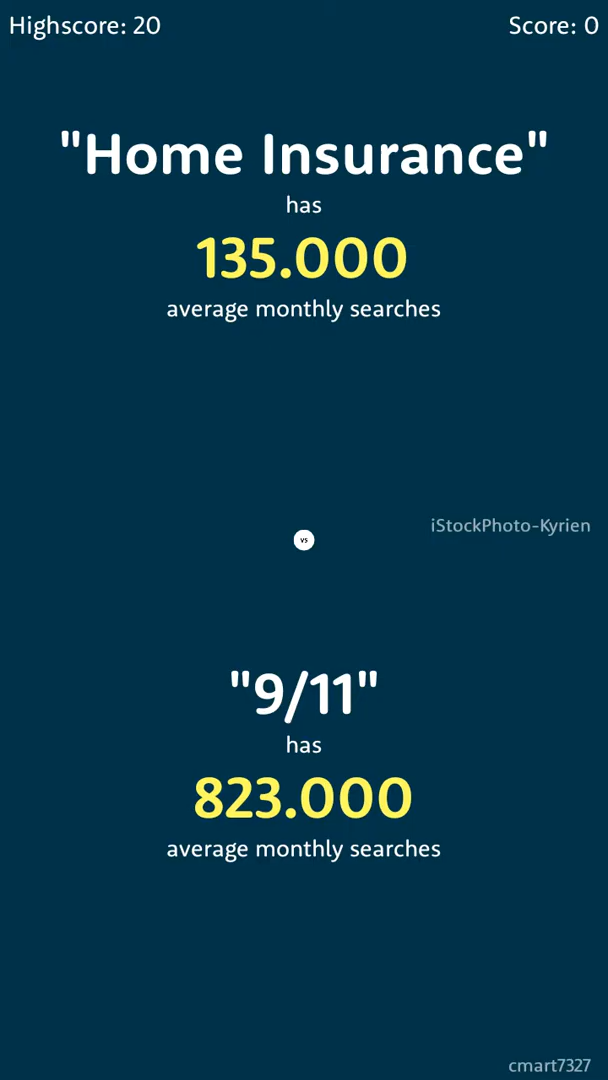 Highscore: 20
Score: 0
"Home Insurance"
has
135.000
average monthly searches
iStockPhoto-Kyrien
vs
"9/11"
has
823.000
average monthly searches
cmart7327